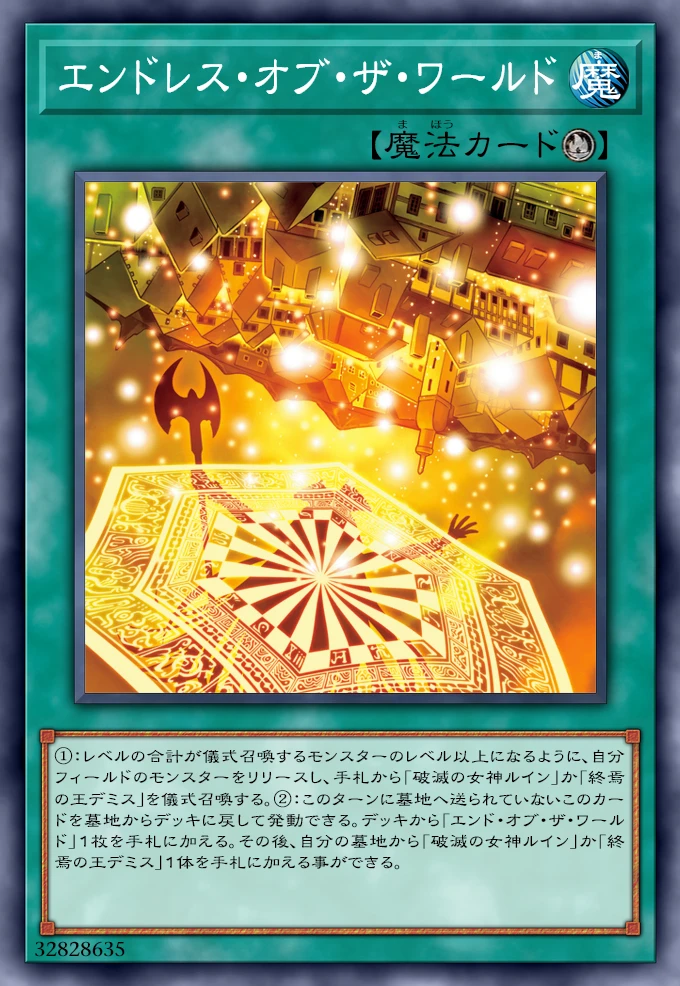 エンドレス・オブ・ザ・ワールド 魔
【魔法カード】
①：レベルの合計が儀式召喚するモンスターのレベル以上になるように、自分
フィールドのモンスターをリリースし、手札から「破滅の女神ルイン」か「終焉
の王デミス」を儀式召喚する。②：このターンに墓地へ送られていないこのカー
ドを墓地からデッキに戻して発動できる。デッキから「エンド・オブ・ザ・ワール
ド」１枚を手札に加える。その後、自分の墓地から「破滅の女神ルイン」か「終
焉の王デミス」１体を手札に加える事ができる。
32828635